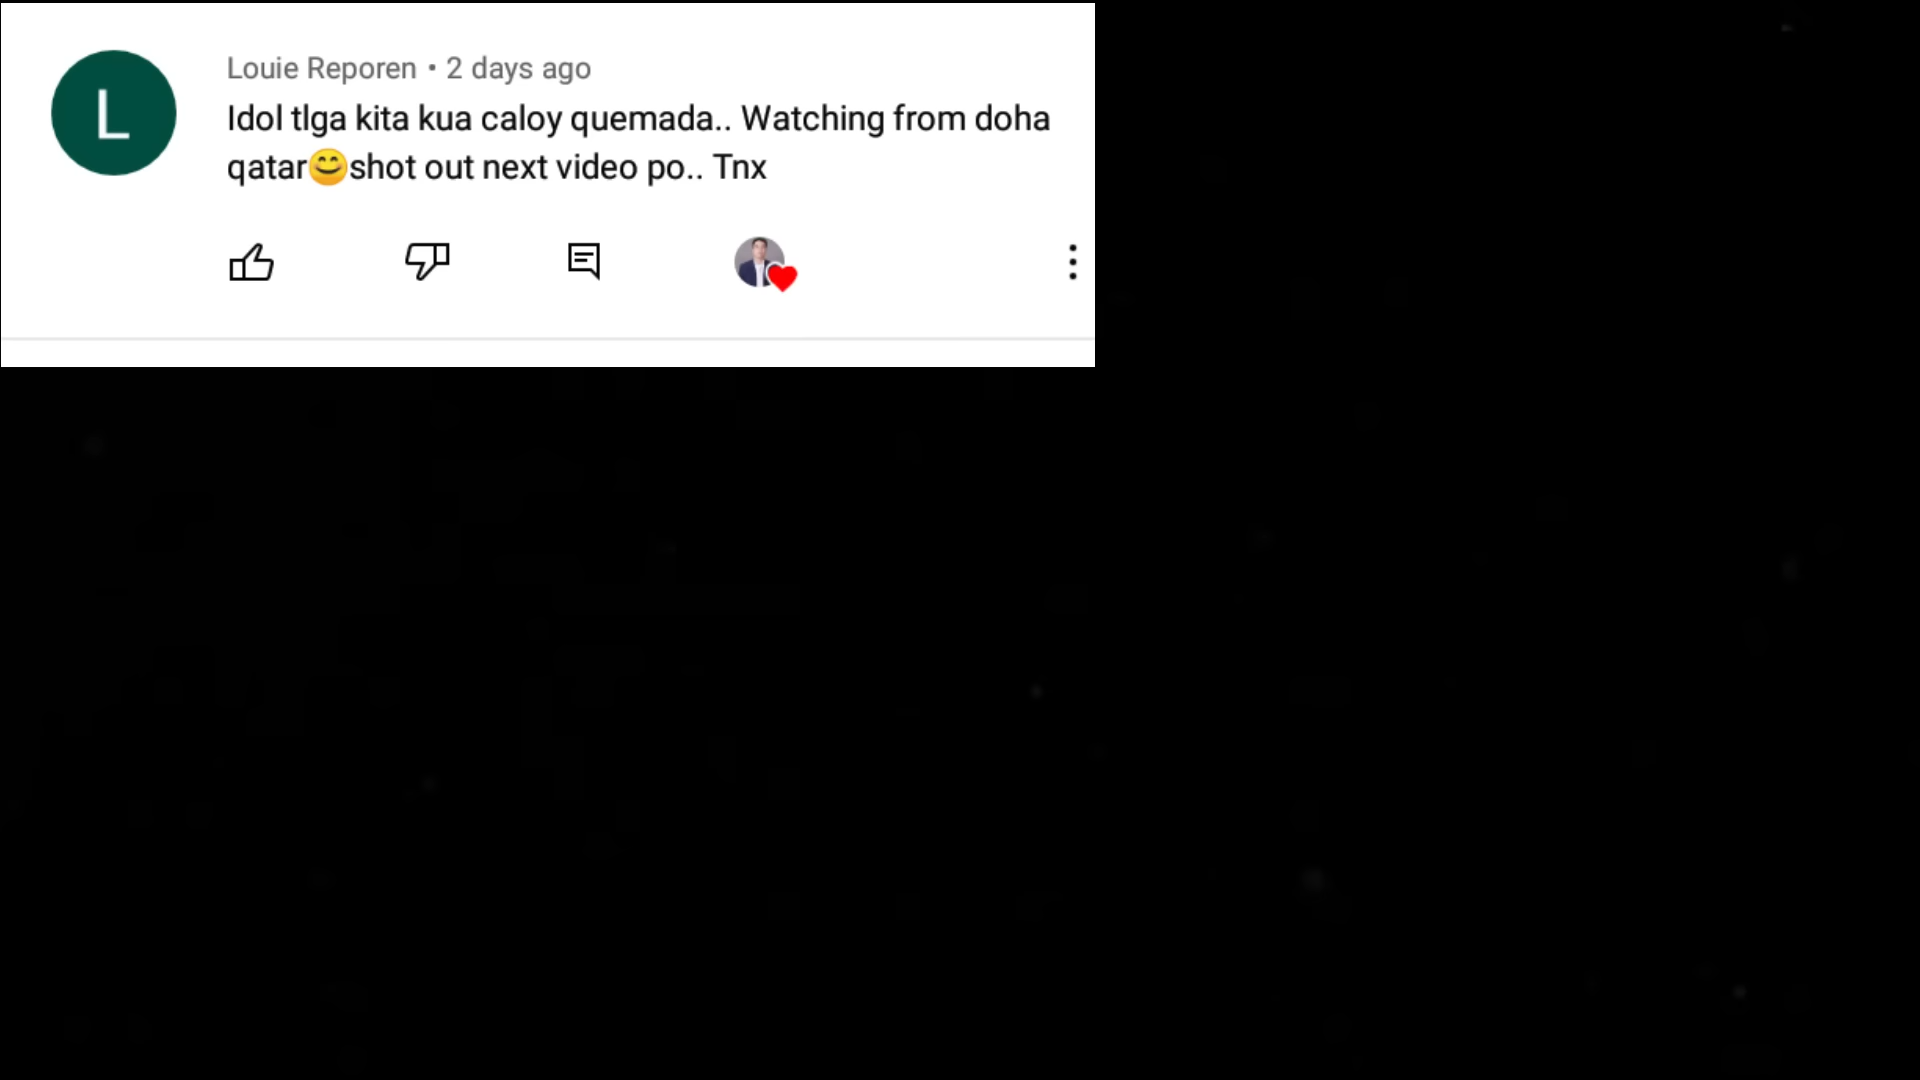 L
Louie Reporen • 2 days ago
Idol tlga kita kua caloy quemada.. Watching from doha
qatar😊shot out next video po.. Tnx